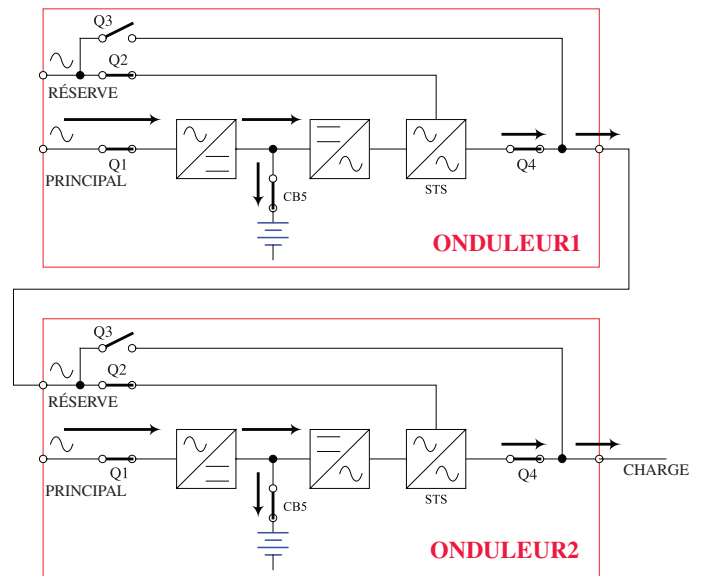 Q3
Q2
RÉSERVE
Q1
PRINCIPAL
CB5
STS
Q4
ONDULEUR1
Q3
Q2
RÉSERVE
Q1
PRINCIPAL
CB5
STS
Q4
CHARGE
ONDULEUR2